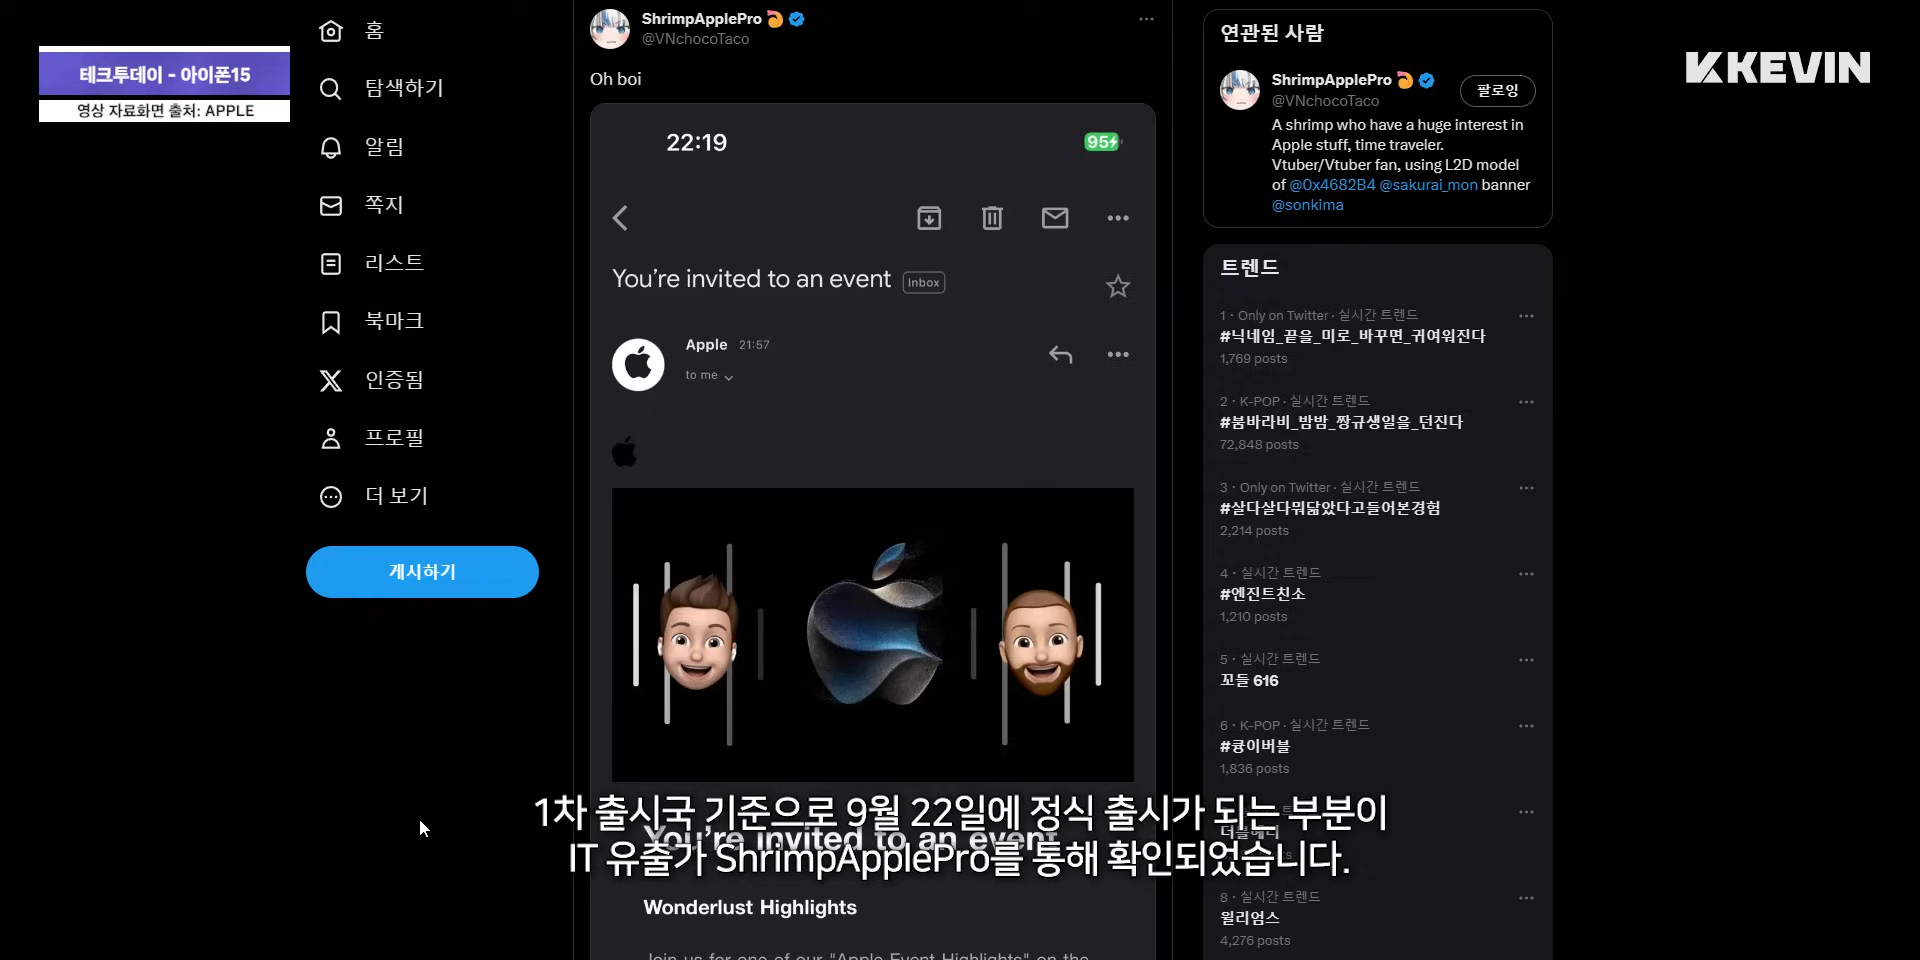 테크투데이 - 아이폰15
영상 자료화면 출처: APPLE
홈
탐색하기
알림
쪽지
리스트
북마크
인증됨
프로필
더 보기
게시하기
ShrimpApplePro
@VNchocoTaco
Oh boi
22:19
95
You’re invited to an event Inbox
Apple 21:57
to me
You’re invited to an event
Wonderlust Highlights
Join us for one of our "Apple Event Highlights" on the
1차 출시국 기준으로 9월 22일에 정식 출시가 되는 부분이
IT 유출가 ShrimpApplePro를 통해 확인되었습니다.
연관된 사람
ShrimpApplePro
@VNchocoTaco
팔로잉
A shrimp who have a huge interest in
Apple stuff, time traveler.
Vtuber/Vtuber fan, using L2D model
of @0x4682B4 @sakurai_mon banner
@sonkima
트렌드
1 · Only on Twitter · 실시간 트렌드
#닉네임_끝을_미로_바꾸면_귀여워진다
1,769 posts
2 · K-POP · 실시간 트렌드
#붐바라비_밤밤_짱규생일을_던진다
72,848 posts
3 · Only on Twitter · 실시간 트렌드
#살다살다뭐닮았다고들어본경험
2,214 posts
4 · 실시간 트렌드
#엔진트친소
1,210 posts
5 · 실시간 트렌드
꼬들 616
6 · K-POP · 실시간 트렌드
#큥이버블
1,836 posts
8 · 실시간 트렌드
윌리엄스
4,276 posts
KKEVIN